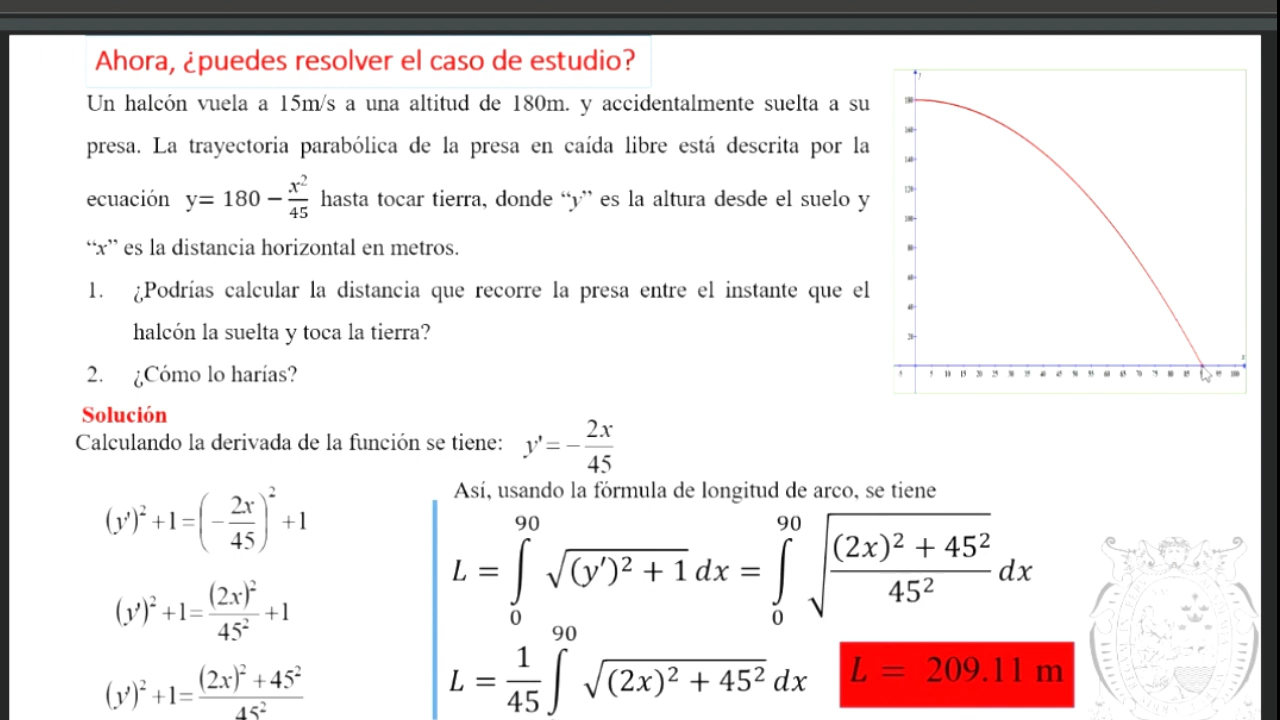 Ahora, ¿puedes resolver el caso de estudio?
Un halcón vuela a 15m/s a una altitud de 180m. y accidentalmente suelta a su
presa. La trayectoria parabólica de la presa en caída libre está descrita por la
ecuación y= 180 − x²/45 hasta tocar tierra, donde “y” es la altura desde el suelo y
“x” es la distancia horizontal en metros.
1. ¿Podrías calcular la distancia que recorre la presa entre el instante que el
halcón la suelta y toca la tierra?
2. ¿Cómo lo harías?
Solución
Calculando la derivada de la función se tiene: y' = − 2x/45
(y')² +1 = (− 2x/45)² +1
(y')² +1 = (2x)²/45² +1
(y')² +1 = (2x)² + 45²/45²
Así, usando la fórmula de longitud de arco, se tiene
L = ∫₀⁹⁰ √(y′)² + 1 dx = ∫₀⁹⁰ √(2x)² + 45²/45² dx
L = 1/45 ∫⁹⁰ √(2x)² + 45² dx
L = 209.11 m